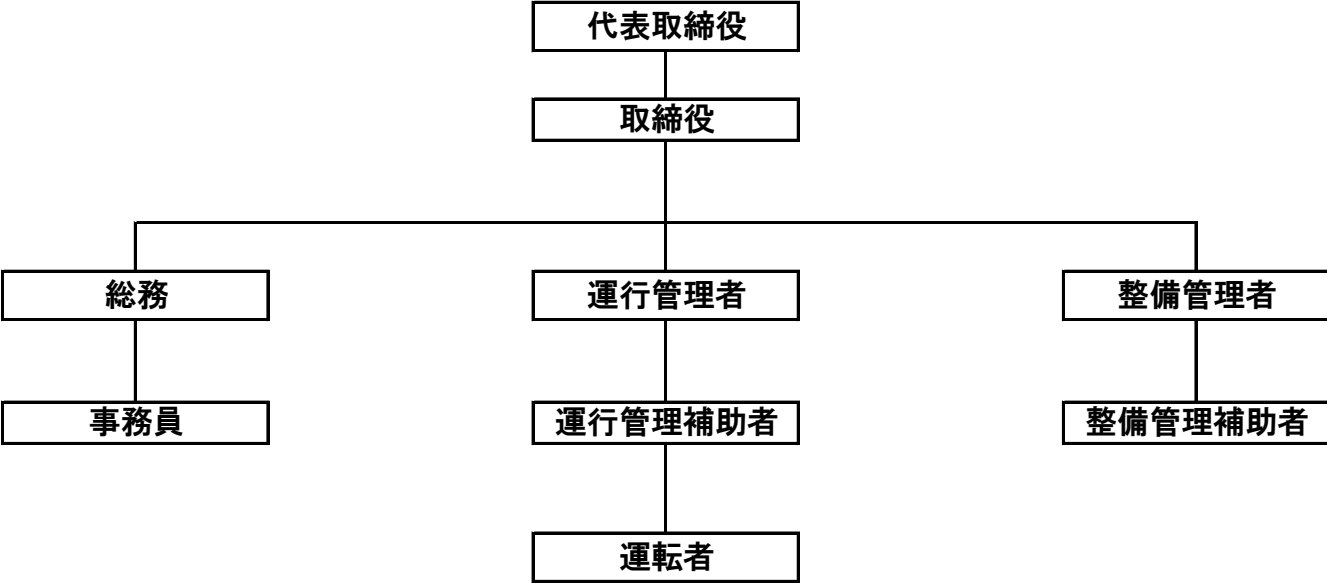 代表取締役
取締役
総務
運行管理者
整備管理者
事務員
運行管理補助者
整備管理補助者
運転者